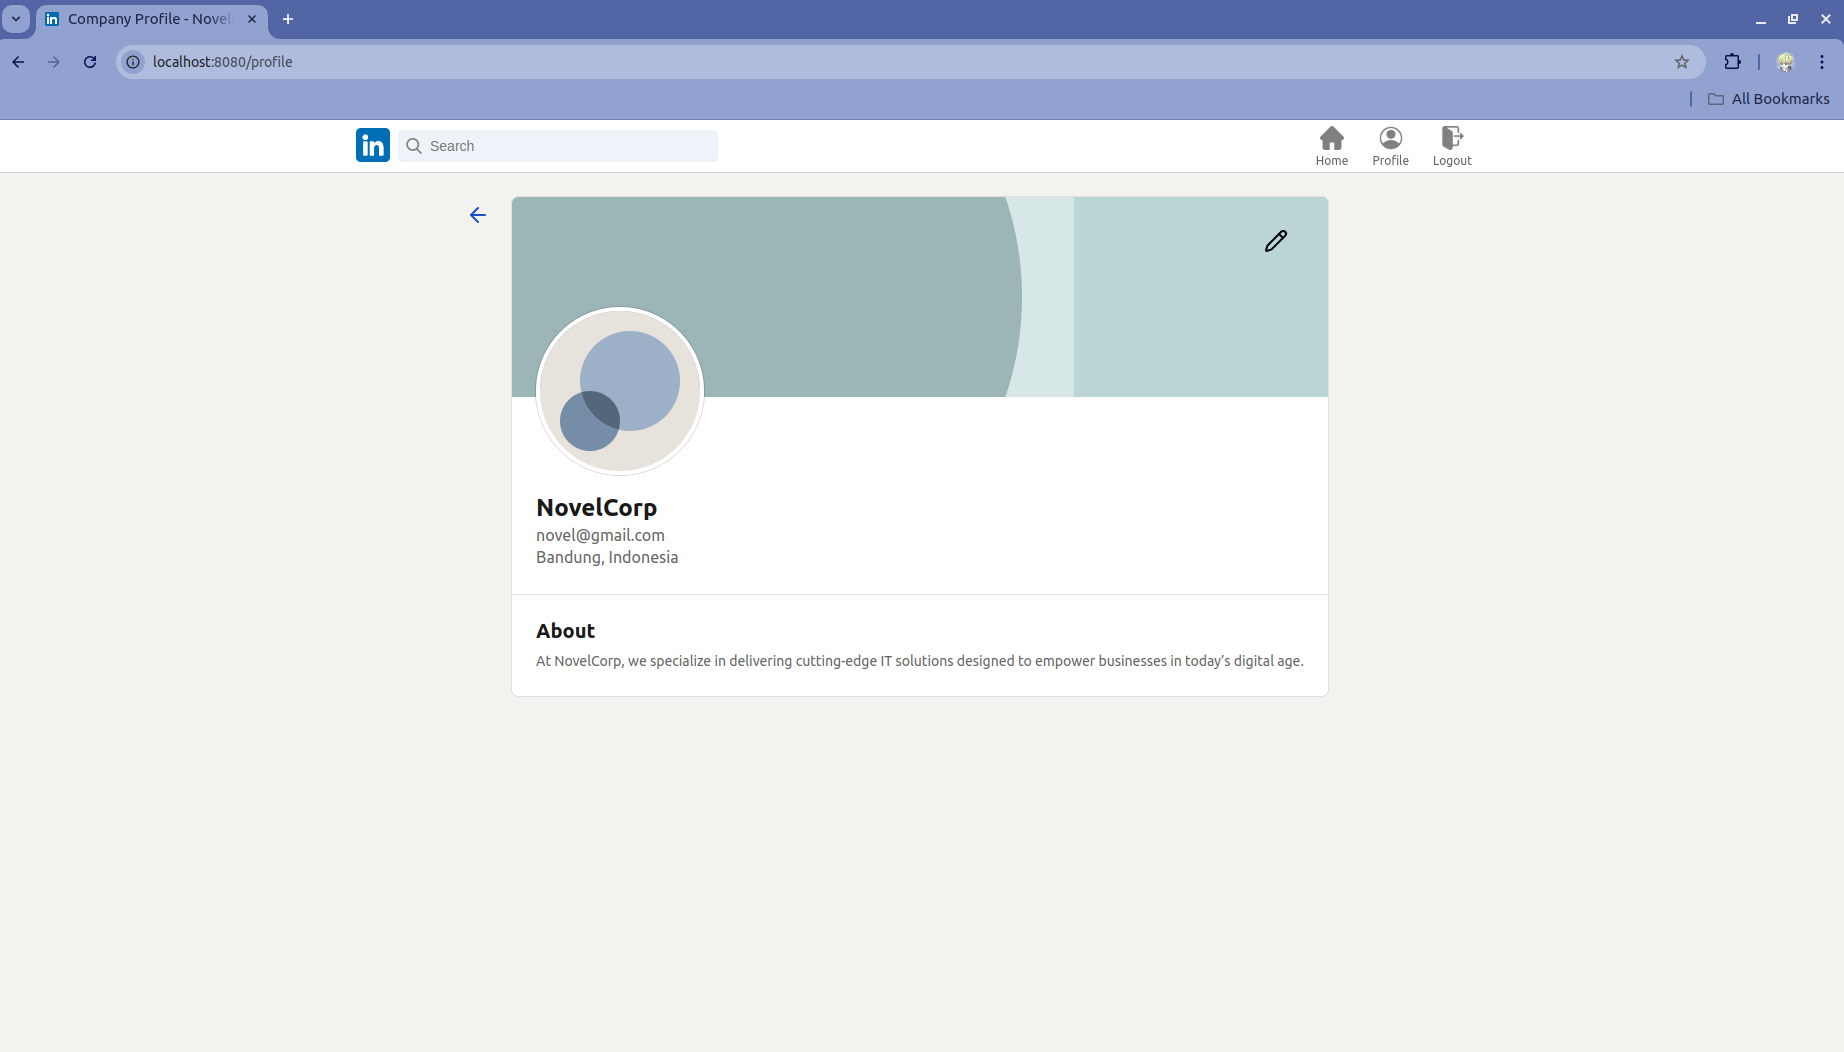 Company Profile - Novel
localhost:8080/profile
All Bookmarks
in
Search
Home
Profile
Logout
NovelCorp
novel@gmail.com
Bandung, Indonesia
About
At NovelCorp, we specialize in delivering cutting-edge IT solutions designed to empower businesses in today's digital age.